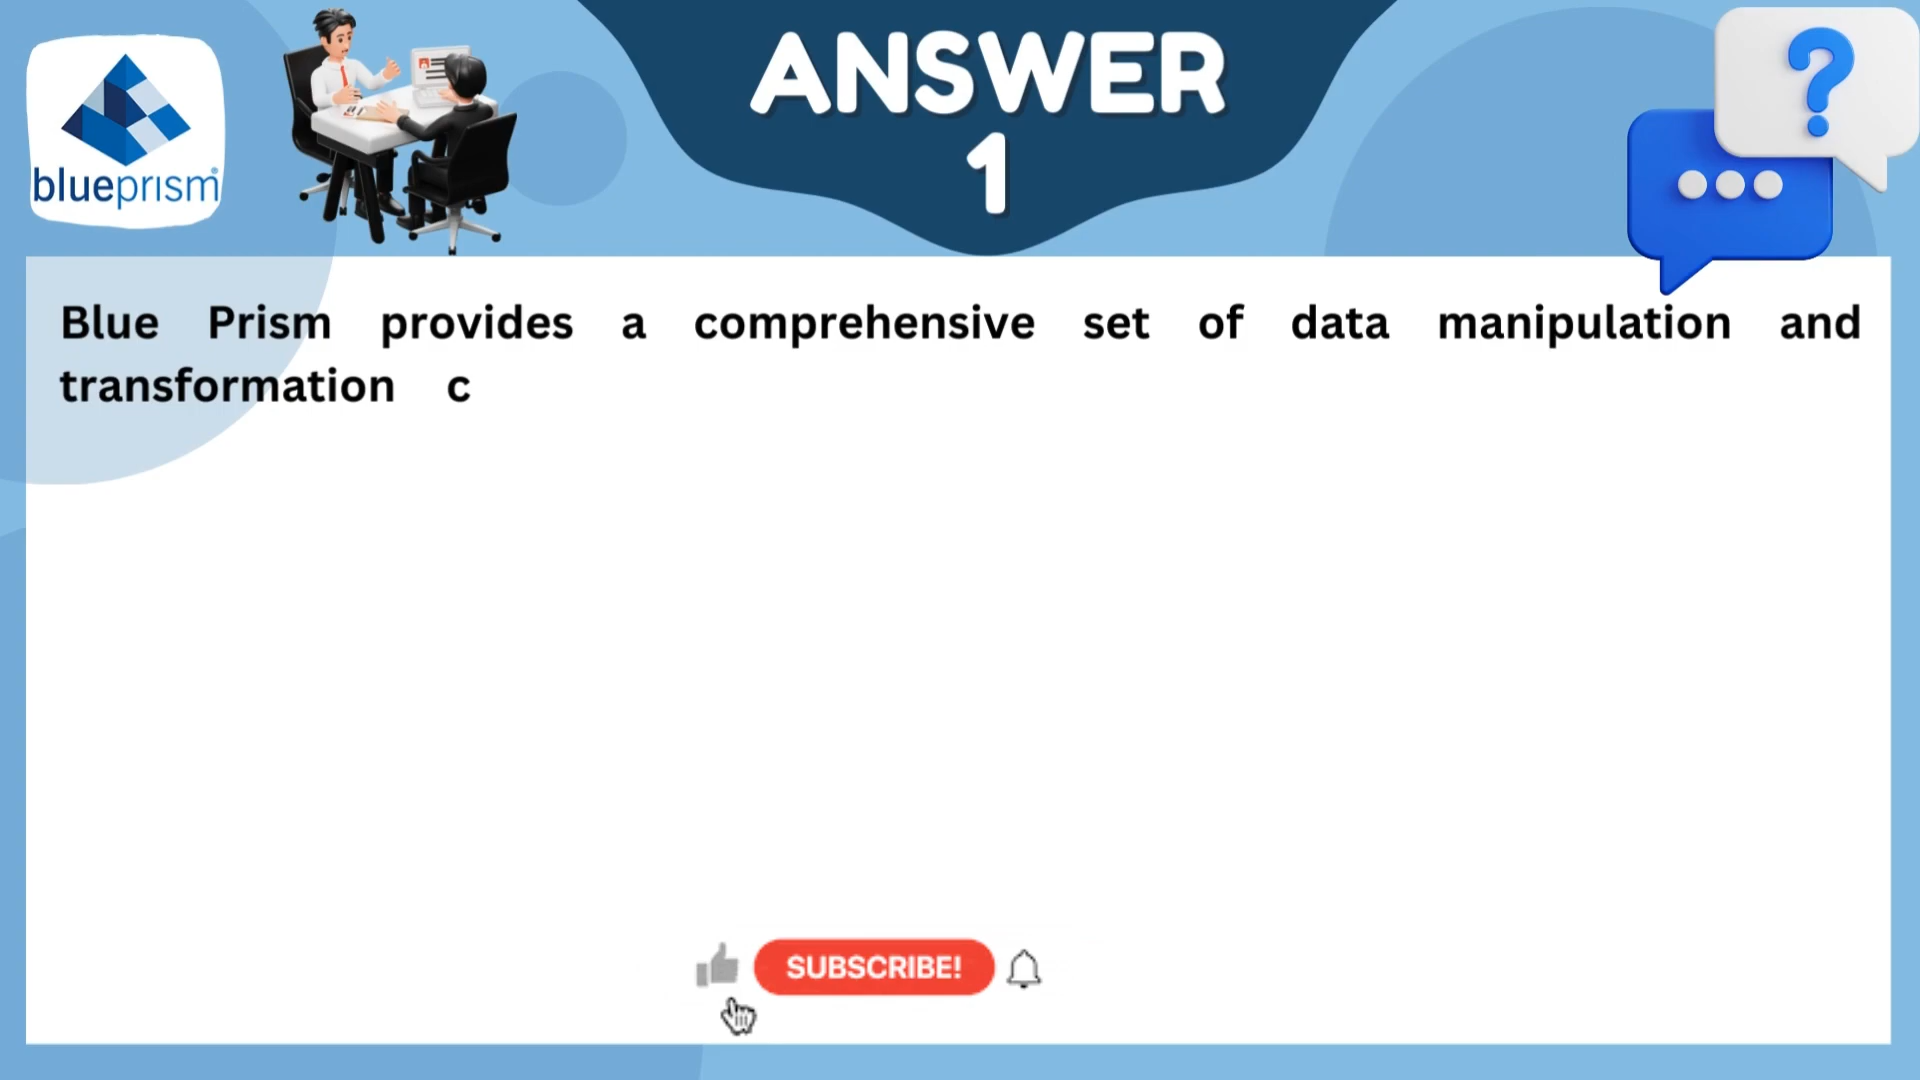 blueprism
ANSWER
1
Blue Prism provides a comprehensive set of data manipulation and
transformation c
SUBSCRIBE!